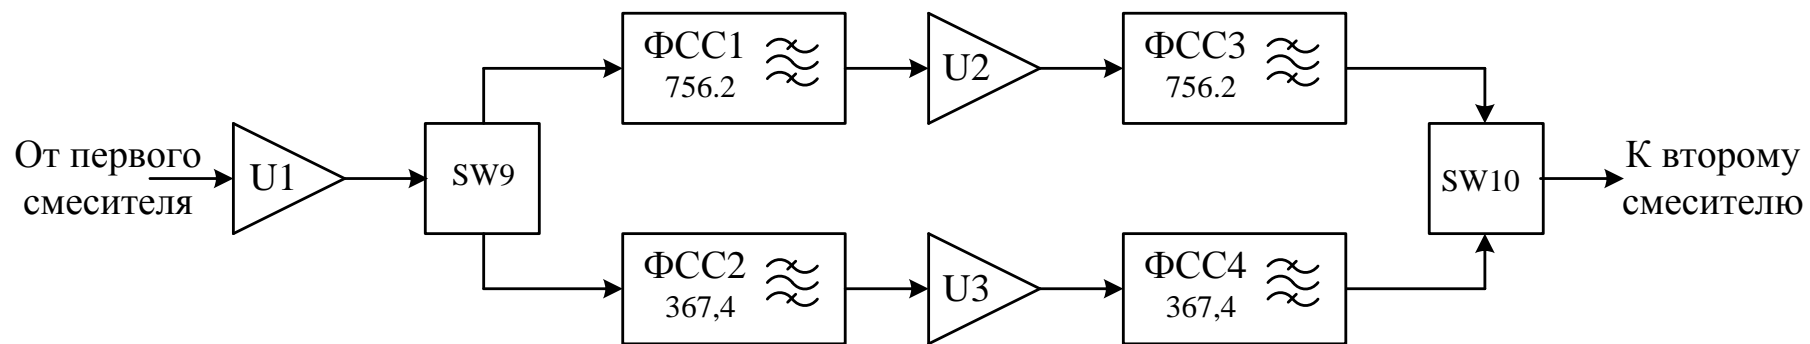 От первого
смесителя
U1
SW9
ФСС1
756.2
U2
ФСС3
756.2
ФСС2
367,4
U3
ФСС4
367,4
SW10
К второму
смесителю